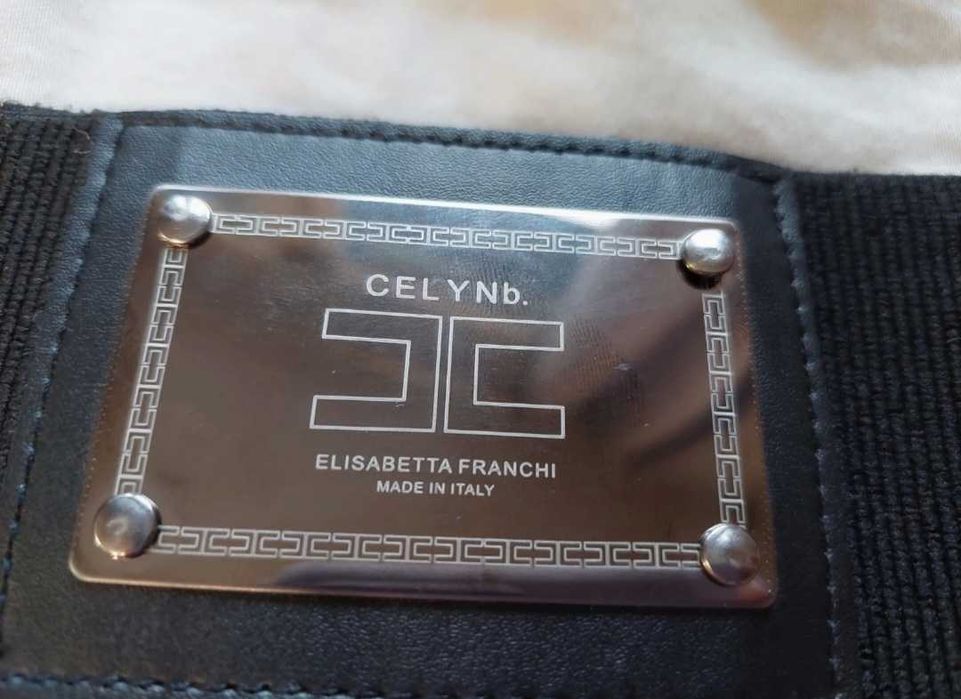 CELYNb.
ELISABETTA FRANCHI
MADE IN ITALY